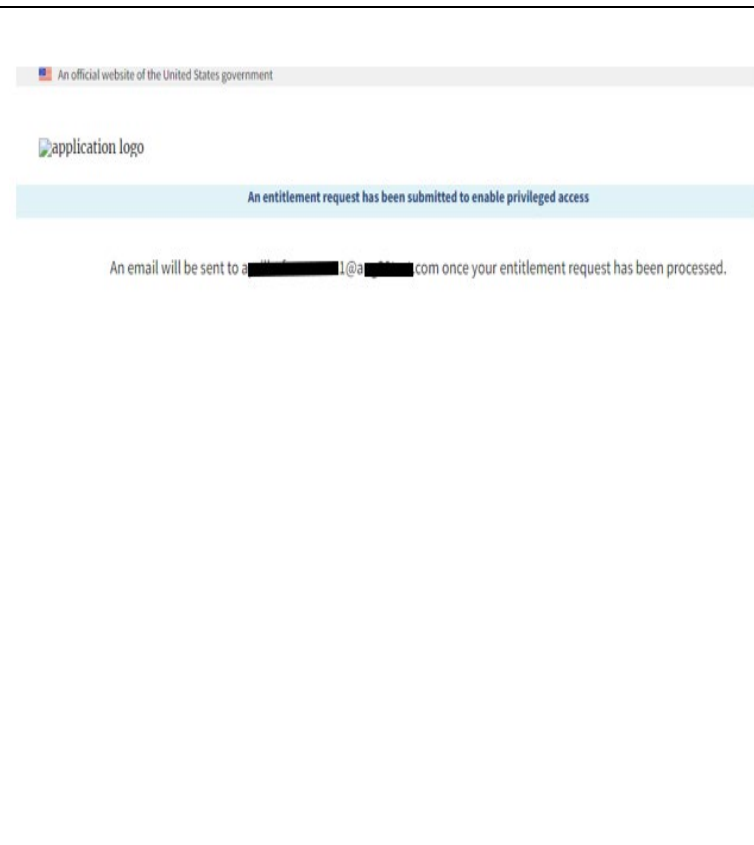 An official website of the United States government
application logo
An entitlement request has been submitted to enable privileged access
An email will be sent to a 1@a .com once your entitlement request has been processed.